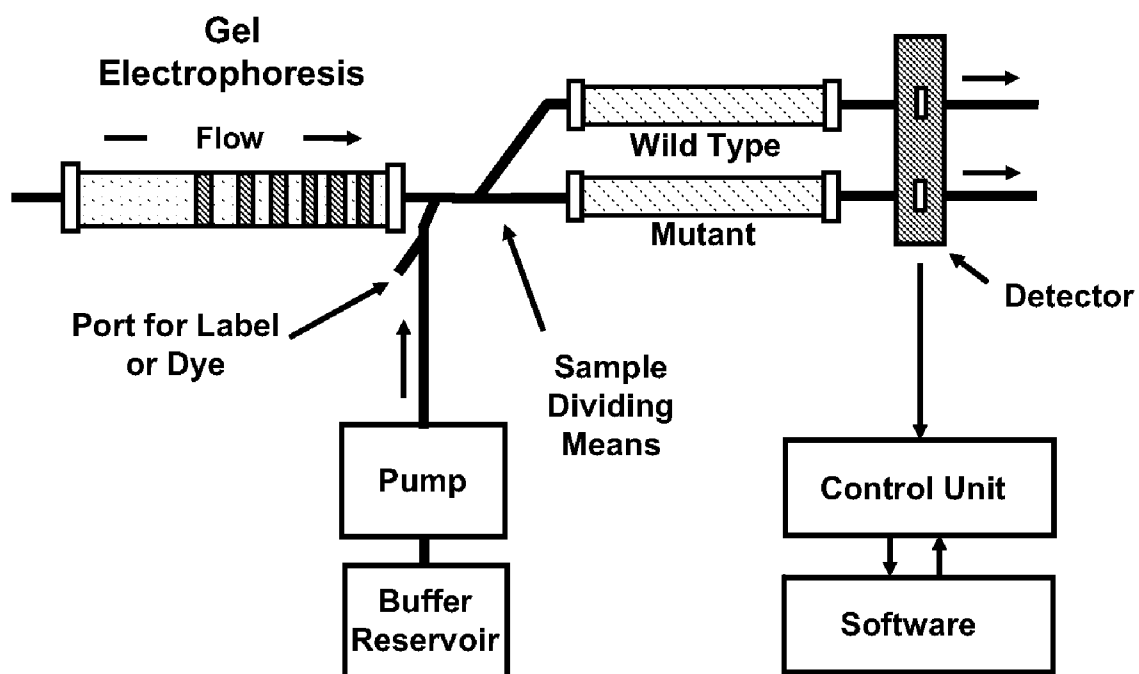 Gel
Electrophoresis
Flow
Wild Type
Mutant
Detector
Port for Label
or Dye
Sample
Dividing
Means
Pump
Control Unit
Buffer
Reservoir
Software